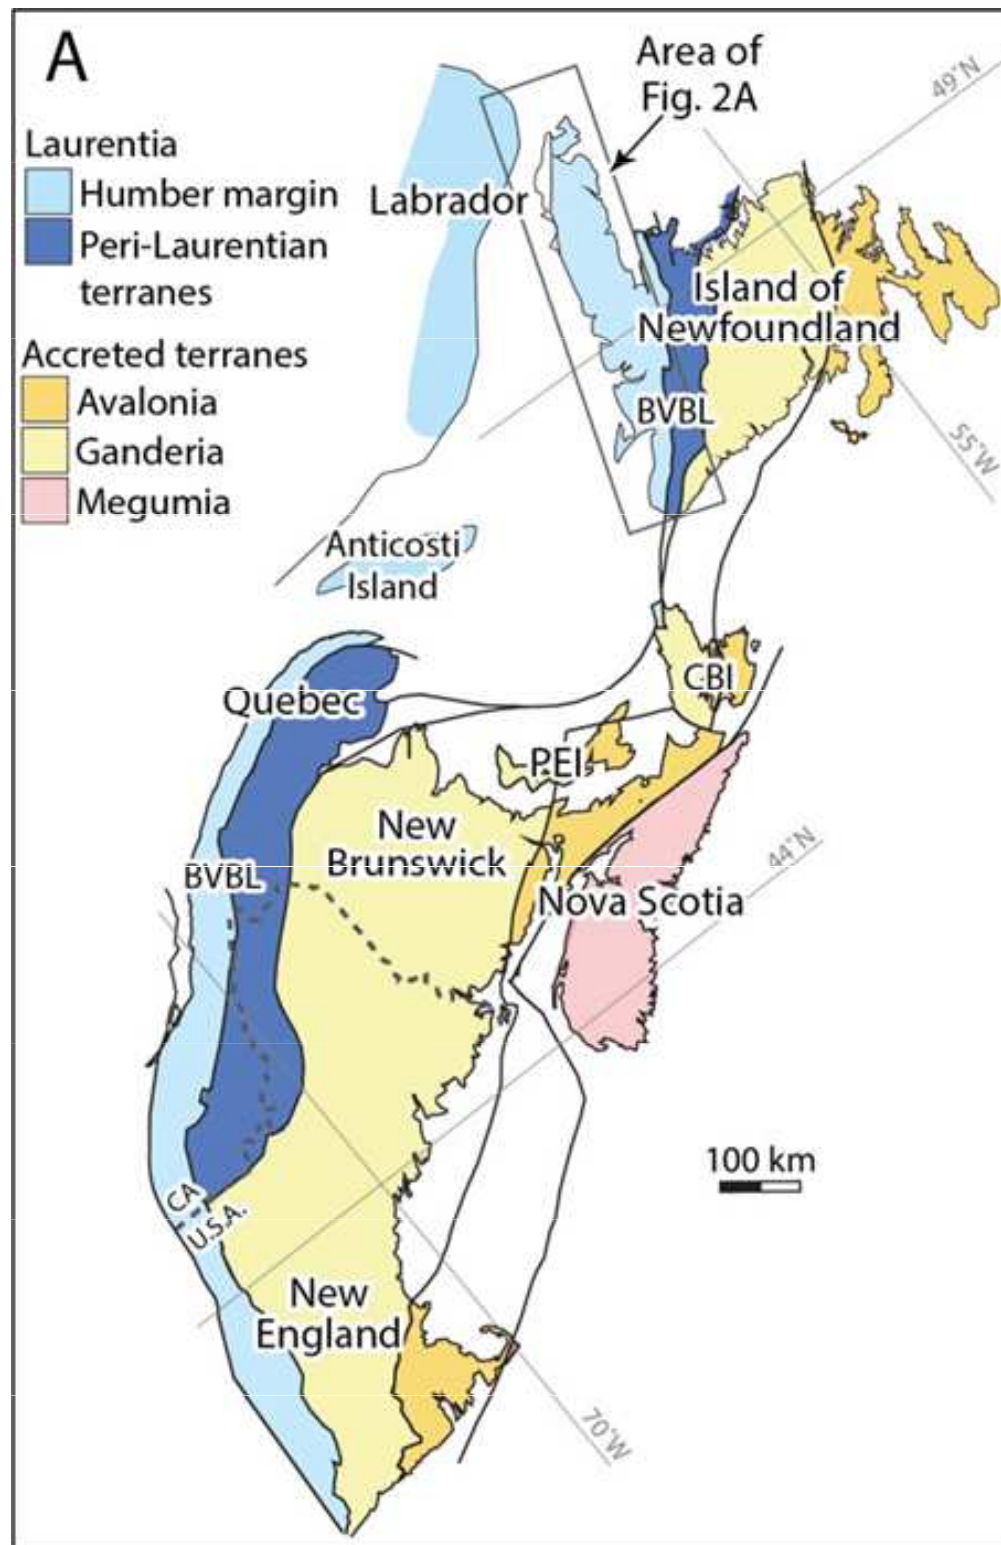 A
Laurentia
Humber margin
Peri-Laurentian
terranes
Accreted terranes
Avalonia
Ganderia
Megumia
Area of
Fig. 2A
49°N
Labrador
Island of
Newfoundland
BVBL
55°W
Anticosti
Island
CBI
Quebec
PEI
New
Brunswick
44°N
BVBL
Nova Scotia
100 km
CA
U.S.A.
New
England
70°W